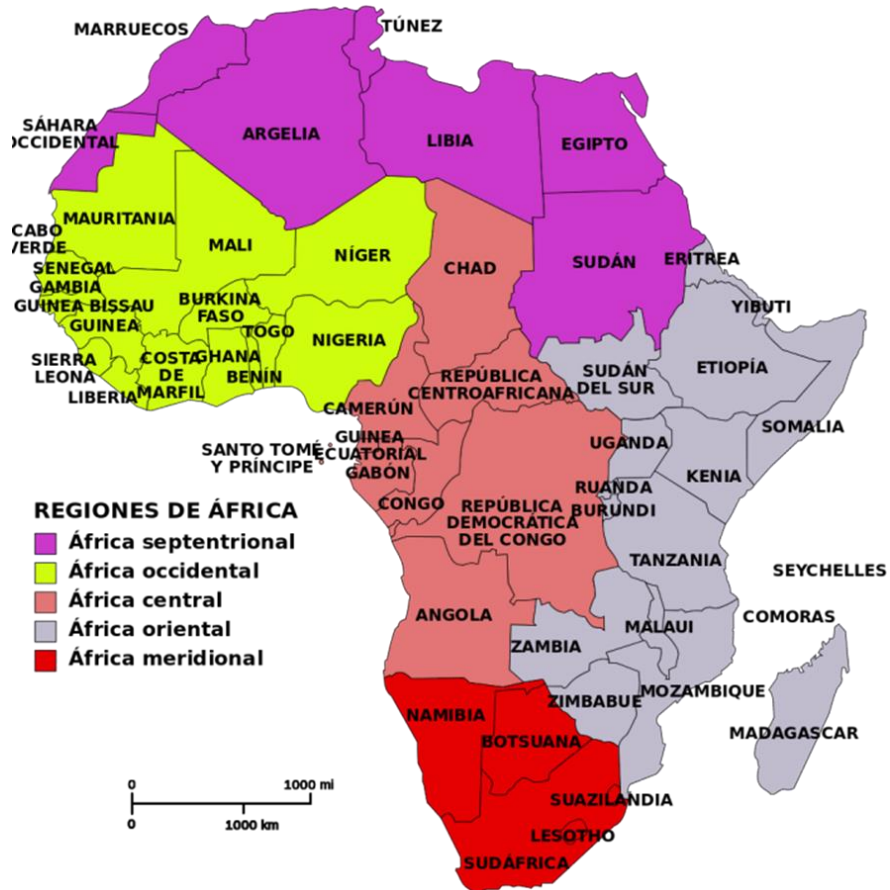 MARRUECOS
TÚNEZ
SÁHARA
OCCIDENTAL
ARGELIA
LIBIA
EGIPTO
MAURITANIA
CABO
VERDE
MALI
NÍGER
CHAD
SUDÁN
ERITREA
SENEGAL
GAMBIA
GUINEA BISSAU
GUINEA
BURKINA
FASO
TOGO
NIGERIA
YIBUTI
SIERRA
LEONA
COSTA
DE
MARFIL
GHANA
BENÍN
LIBERIA
REPÚBLICA
CENTROAFRICANA
SUDÁN
DEL SUR
ETIOPÍA
CAMERÚN
SOMALIA
SANTO TOMÉ
Y PRÍNCIPE
GUINEA
ECUATORIAL
GABÓN
UGANDA
KENIA
RUANDA
BURUNDI
CONGO
REPÚBLICA
DEMOCRÁTICA
DEL CONGO
REGIONES DE ÁFRICA
África septentrional
África occidental
África central
África oriental
África meridional
TANZANIA
SEYCHELLES
ANGOLA
COMORAS
MALAUI
ZAMBIA
MOZAMBIQUE
ZIMBABUE
MADAGASCAR
NAMIBIA
BOTSUANA
0
1000 mi
0
1000 km
SUAZILANDIA
LESOTHO
SUDÁFRICA